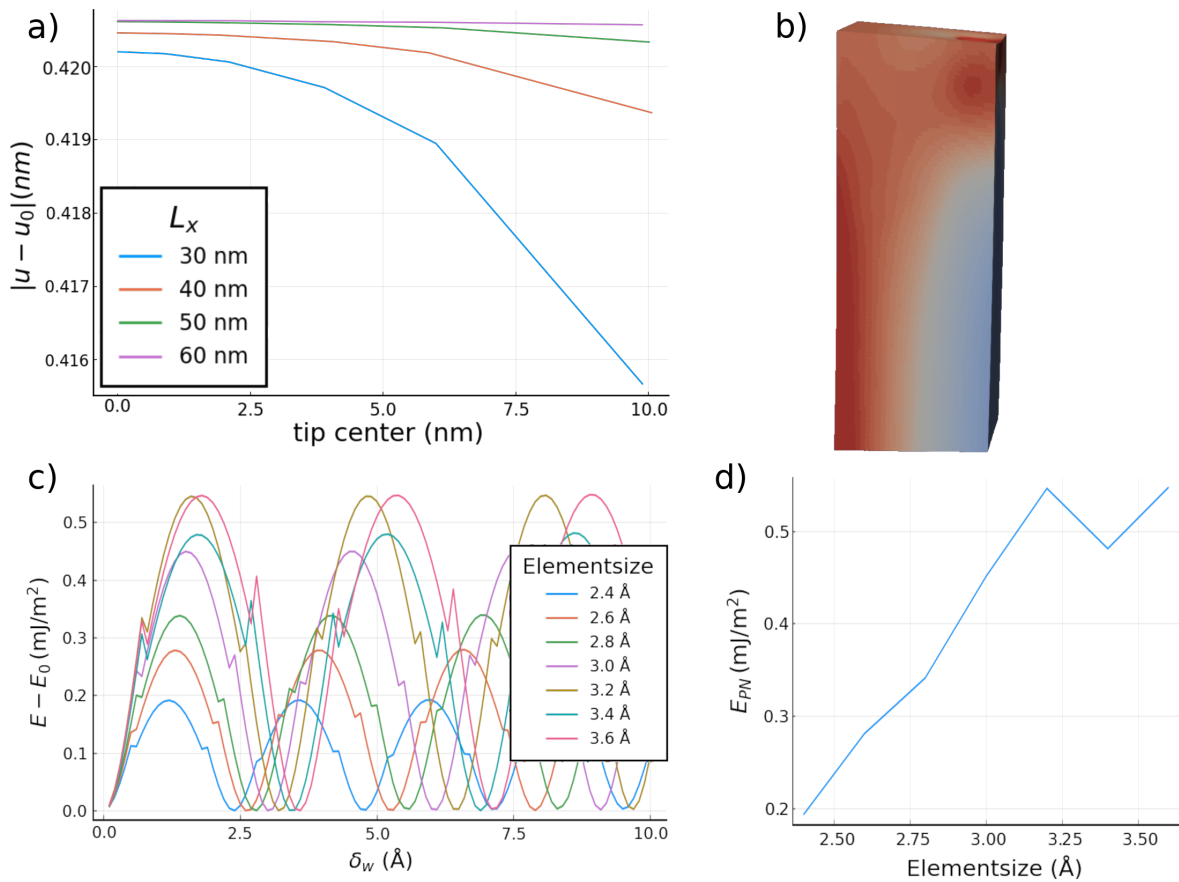 a)
|u − u₀|(nm)
0.420
0.419
0.418
0.417
0.416
Lₓ
30 nm
40 nm
50 nm
60 nm
0.0 2.5 5.0 7.5 10.0
tip center (nm)
b)
c)
E − E₀ (mJ/m²)
0.5
0.4
0.3
0.2
0.1
0.0
Elementsize
2.4 Å
2.6 Å
2.8 Å
3.0 Å
3.2 Å
3.4 Å
3.6 Å
0.0 2.5 5.0 7.5 10.0
δ_w (Å)
d)
E_PN (mJ/m²)
0.5
0.4
0.3
0.2
2.50 2.75 3.00 3.25 3.50
Elementsize (Å)